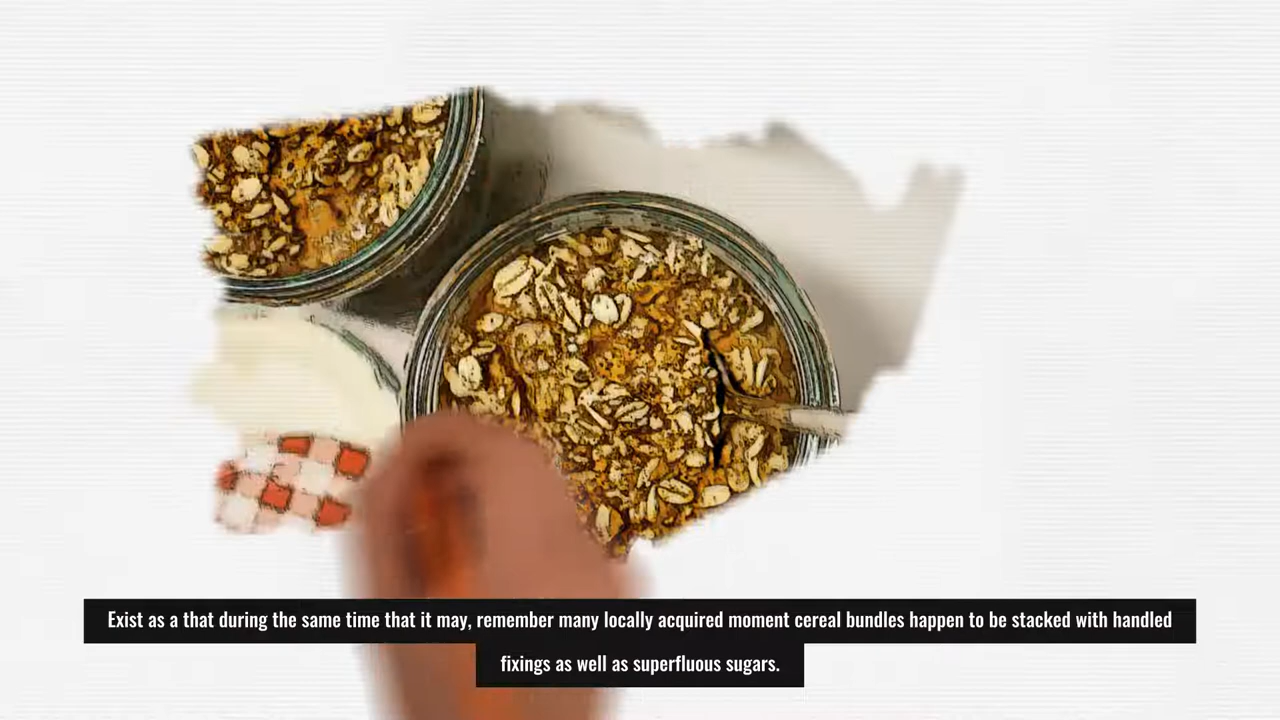 Exist as a that during the same time that it may, remember many locally acquired moment cereal bundles happen to be stacked with handled
fixings as well as superfluous sugars.